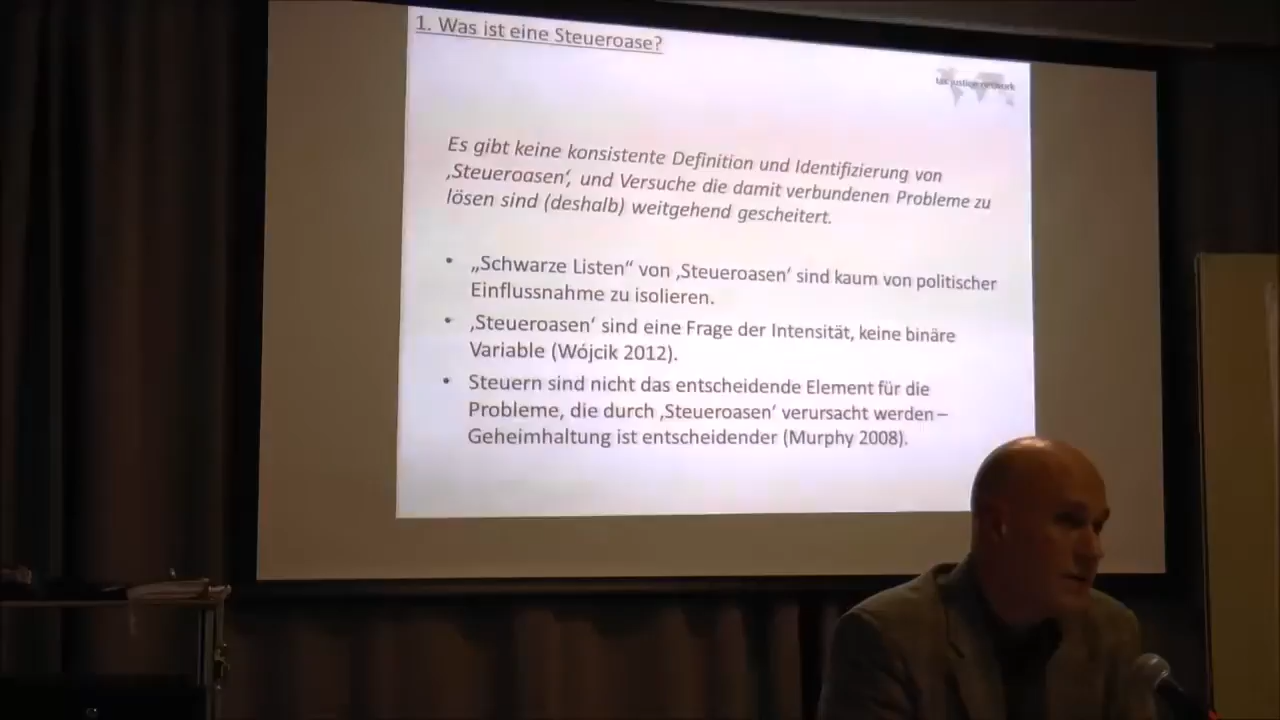 1. Was ist eine Steueroase?
tax justice network
Es gibt keine konsistente Definition und Identifizierung von
‚Steueroasen‘, und Versuche die damit verbundenen Probleme zu
lösen sind (deshalb) weitgehend gescheitert.
• „Schwarze Listen“ von ‚Steueroasen‘ sind kaum von politischer
Einflussnahme zu isolieren.
• ‚Steueroasen‘ sind eine Frage der Intensität, keine binäre
Variable (Wójcik 2012).
• Steuern sind nicht das entscheidende Element für die
Probleme, die durch ‚Steueroasen‘ verursacht werden –
Geheimhaltung ist entscheidender (Murphy 2008).